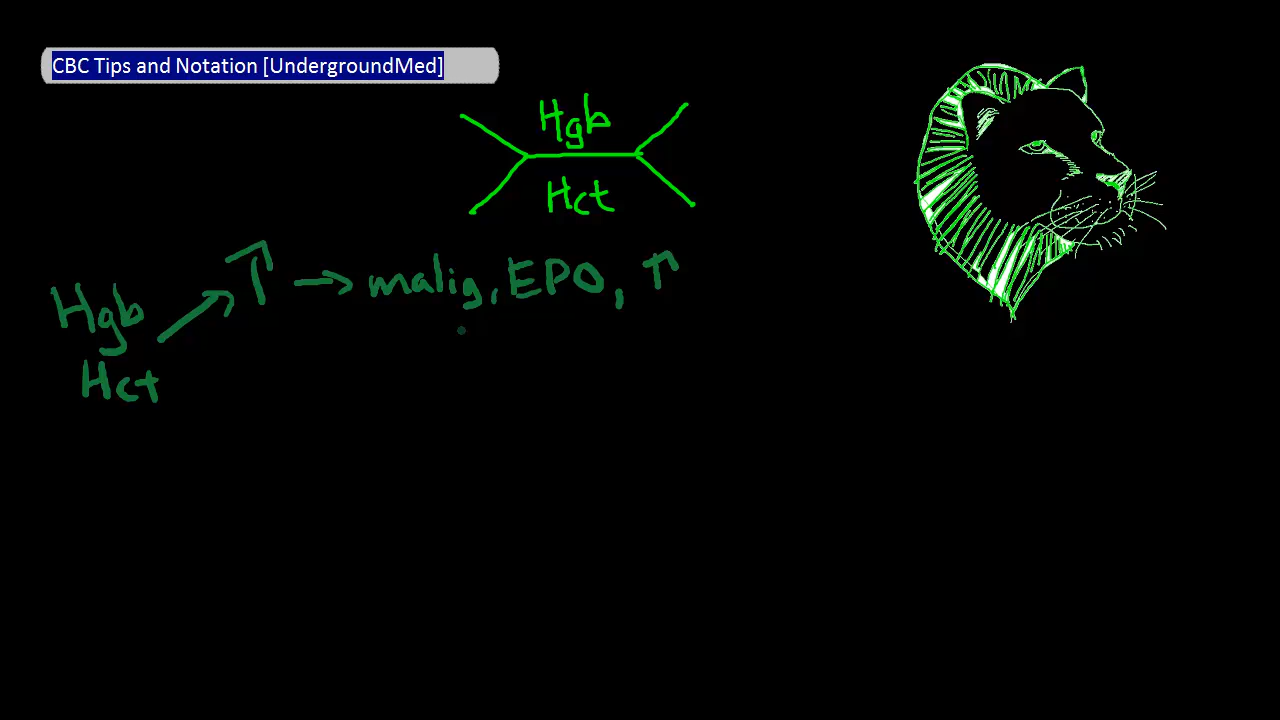 CBC Tips and Notation [UndergroundMed]
Hgb
Hct
Hgb ↑ → malig, EPO, ↑
Hct